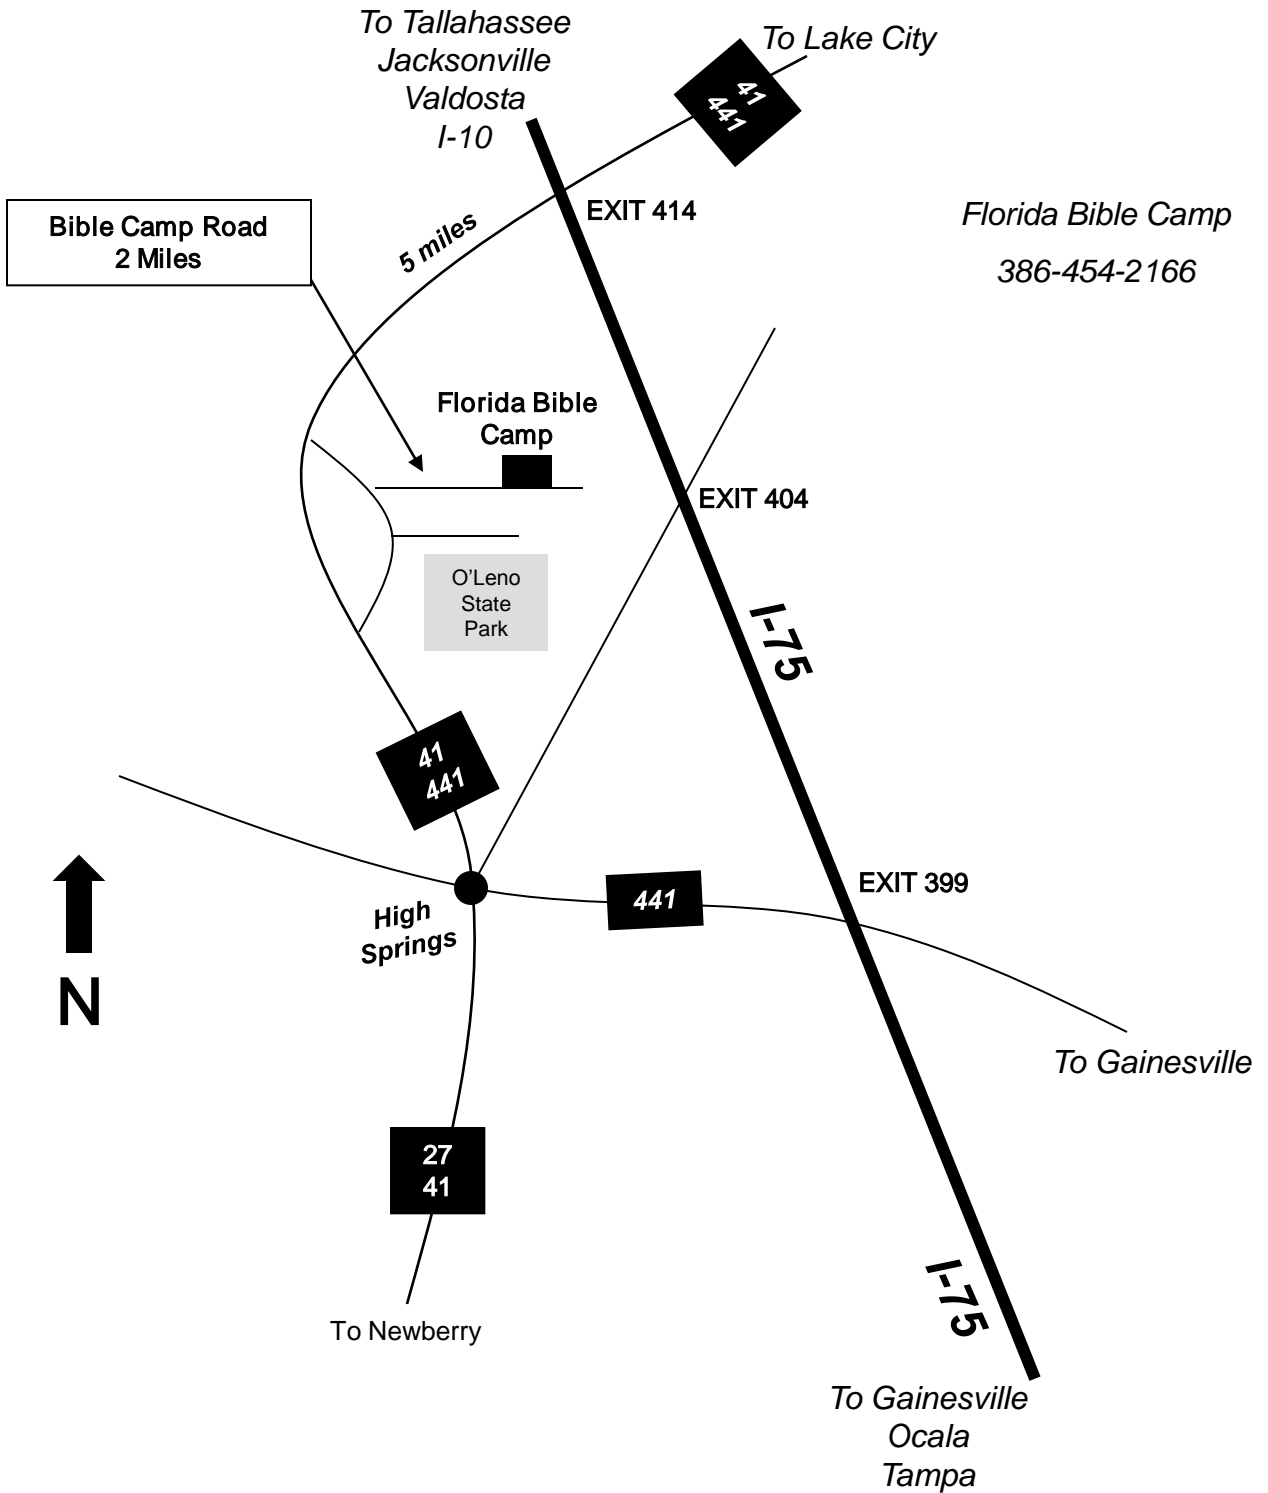 To Tallahassee
Jacksonville
Valdosta
I-10
To Lake City
41
441
EXIT 414
5 miles
Bible Camp Road
2 Miles
Florida Bible Camp
386-454-2166
Florida Bible
Camp
EXIT 404
O'Leno
State
Park
I-75
41
441
EXIT 399
441
High
Springs
N
To Gainesville
27
41
I-75
To Newberry
To Gainesville
Ocala
Tampa